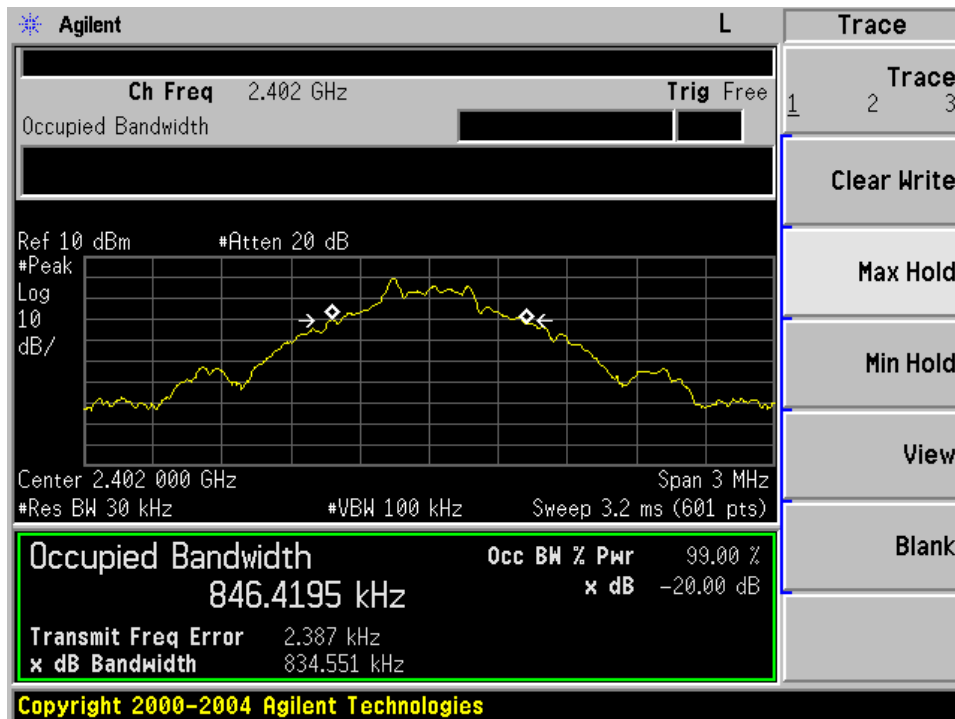 Agilent L Trace
Ch Freq 2.402 GHz Trig Free
Occupied Bandwidth
Trace
1 2 3
Clear Write
Max Hold
Min Hold
View
Blank
Ref 10 dBm #Atten 20 dB
#Peak
Log
10
dB/
Center 2.402 000 GHz Span 3 MHz
#Res BW 30 kHz #VBW 100 kHz Sweep 3.2 ms (601 pts)
Occupied Bandwidth Occ BW % Pwr 99.00 %
846.4195 kHz x dB -20.00 dB
Transmit Freq Error 2.387 kHz
x dB Bandwidth 834.551 kHz
Copyright 2000-2004 Agilent Technologies